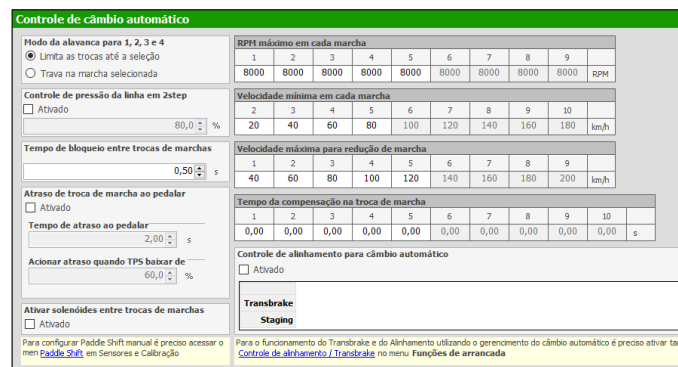 Controle de câmbio automático
Modo da alavanca para 1, 2, 3 e 4
Limita as trocas até a seleção
Trava na marcha selecionada
Controle de pressão da linha em 2step
Ativado
80,0 %
Tempo de bloqueio entre trocas de marchas
0,50 s
Atraso de troca de marcha ao pedalar
Ativado
Tempo de atraso ao pedalar
2,00 s
Acionar atraso quando TPS baixar de
60,0 %
Ativar solenóides entre trocas de marchas
Ativado
Para configurar Paddle Shift manual é preciso acessar o
men Paddle Shift em Sensores e Calibração
RPM máximo em cada marcha
1 2 3 4 5 6 7 8 9
8000 8000 8000 8000 8000 8000 8000 8000 8000 RPM
Velocidade mínima em cada marcha
2 3 4 5 6 7 8 9 10
20 40 60 80 100 120 140 160 180 km/h
Velocidade máxima para redução de marcha
1 2 3 4 5 6 7 8 9
40 60 80 100 120 140 160 180 200 km/h
Tempo da compensação na troca de marcha
1 2 3 4 5 6 7 8 9 10
0,00 0,00 0,00 0,00 0,00 0,00 0,00 0,00 0,00 0,00 s
Controle de alinhamento para câmbio automático
Ativado
Transbrake
Staging
Para o funcionamento do Transbrake e do Alinhamento utilizando o gerencimento do câmbio automático é preciso ativar ta
Controle de alinhamento / Transbrake no menu Funções de arrancada